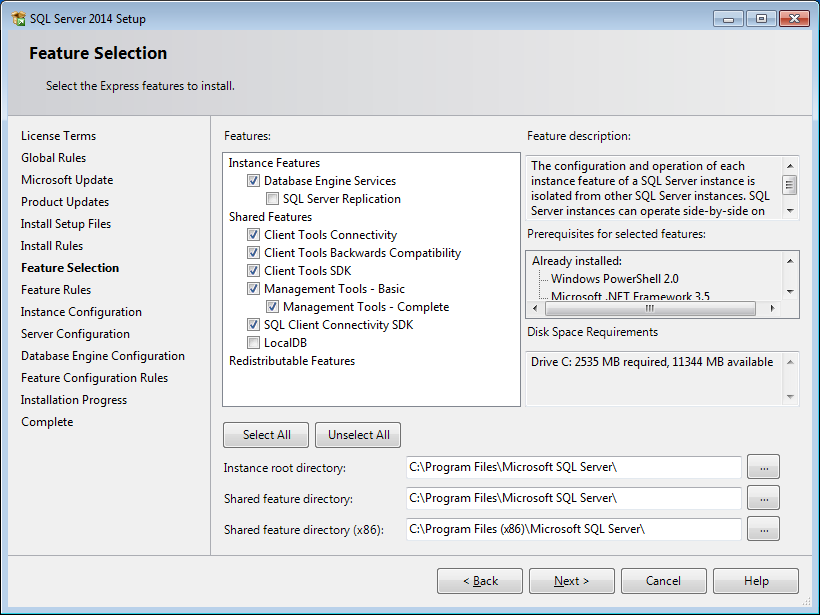 SQL Server 2014 Setup
Feature Selection
Select the Express features to install.
License Terms
Global Rules
Microsoft Update
Product Updates
Install Setup Files
Install Rules
Feature Selection
Feature Rules
Instance Configuration
Server Configuration
Database Engine Configuration
Feature Configuration Rules
Installation Progress
Complete
Features:
Instance Features
Database Engine Services
SQL Server Replication
Shared Features
Client Tools Connectivity
Client Tools Backwards Compatibility
Client Tools SDK
Management Tools - Basic
Management Tools - Complete
SQL Client Connectivity SDK
LocalDB
Redistributable Features
Feature description:
The configuration and operation of each
instance feature of a SQL Server instance is
isolated from other SQL Server instances. SQL
Server instances can operate side-by-side on
Prerequisites for selected features:
Already installed:
Windows PowerShell 2.0
Microsoft .NET Framework 3.5
Disk Space Requirements
Drive C: 2535 MB required, 11344 MB available
Select All
Unselect All
Instance root directory:
C:\Program Files\Microsoft SQL Server\
...
Shared feature directory:
C:\Program Files\Microsoft SQL Server\
...
Shared feature directory (x86):
C:\Program Files (x86)\Microsoft SQL Server\
...
< Back
Next >
Cancel
Help